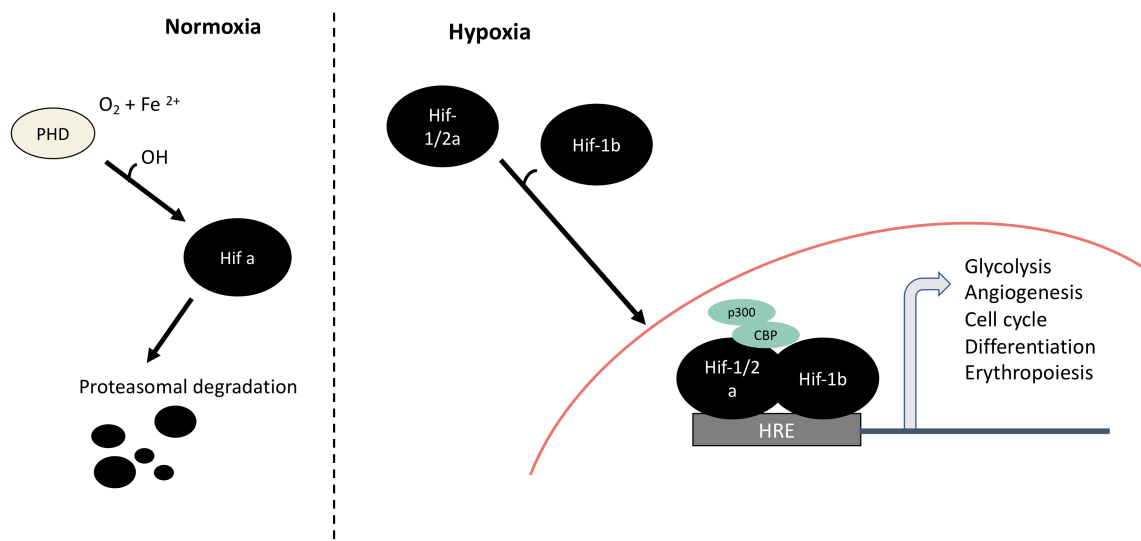 Normoxia
O2 + Fe 2+
PHD
OH
Hif a
Proteasomal degradation
Hypoxia
Hif-
1/2a
Hif-1b
p300
CBP
Hif-1/2
a
Hif-1b
HRE
Glycolysis
Angiogenesis
Cell cycle
Differentiation
Erythropoiesis